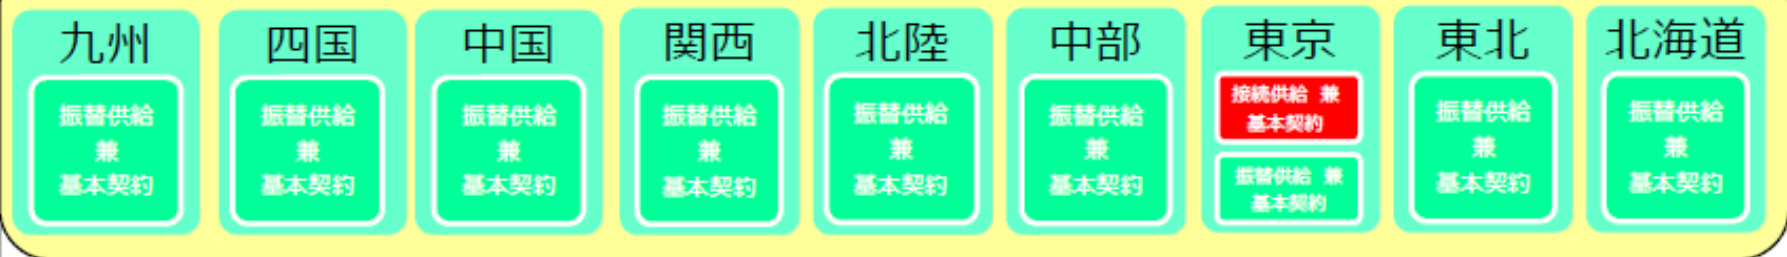 九州
振替供給
兼
基本契約
四国
振替供給
兼
基本契約
中国
振替供給
兼
基本契約
関西
振替供給
兼
基本契約
北陸
振替供給
兼
基本契約
中部
振替供給
兼
基本契約
東京
接続供給 兼
基本契約
振替供給 兼
基本契約
東北
振替供給
兼
基本契約
北海道
振替供給
兼
基本契約